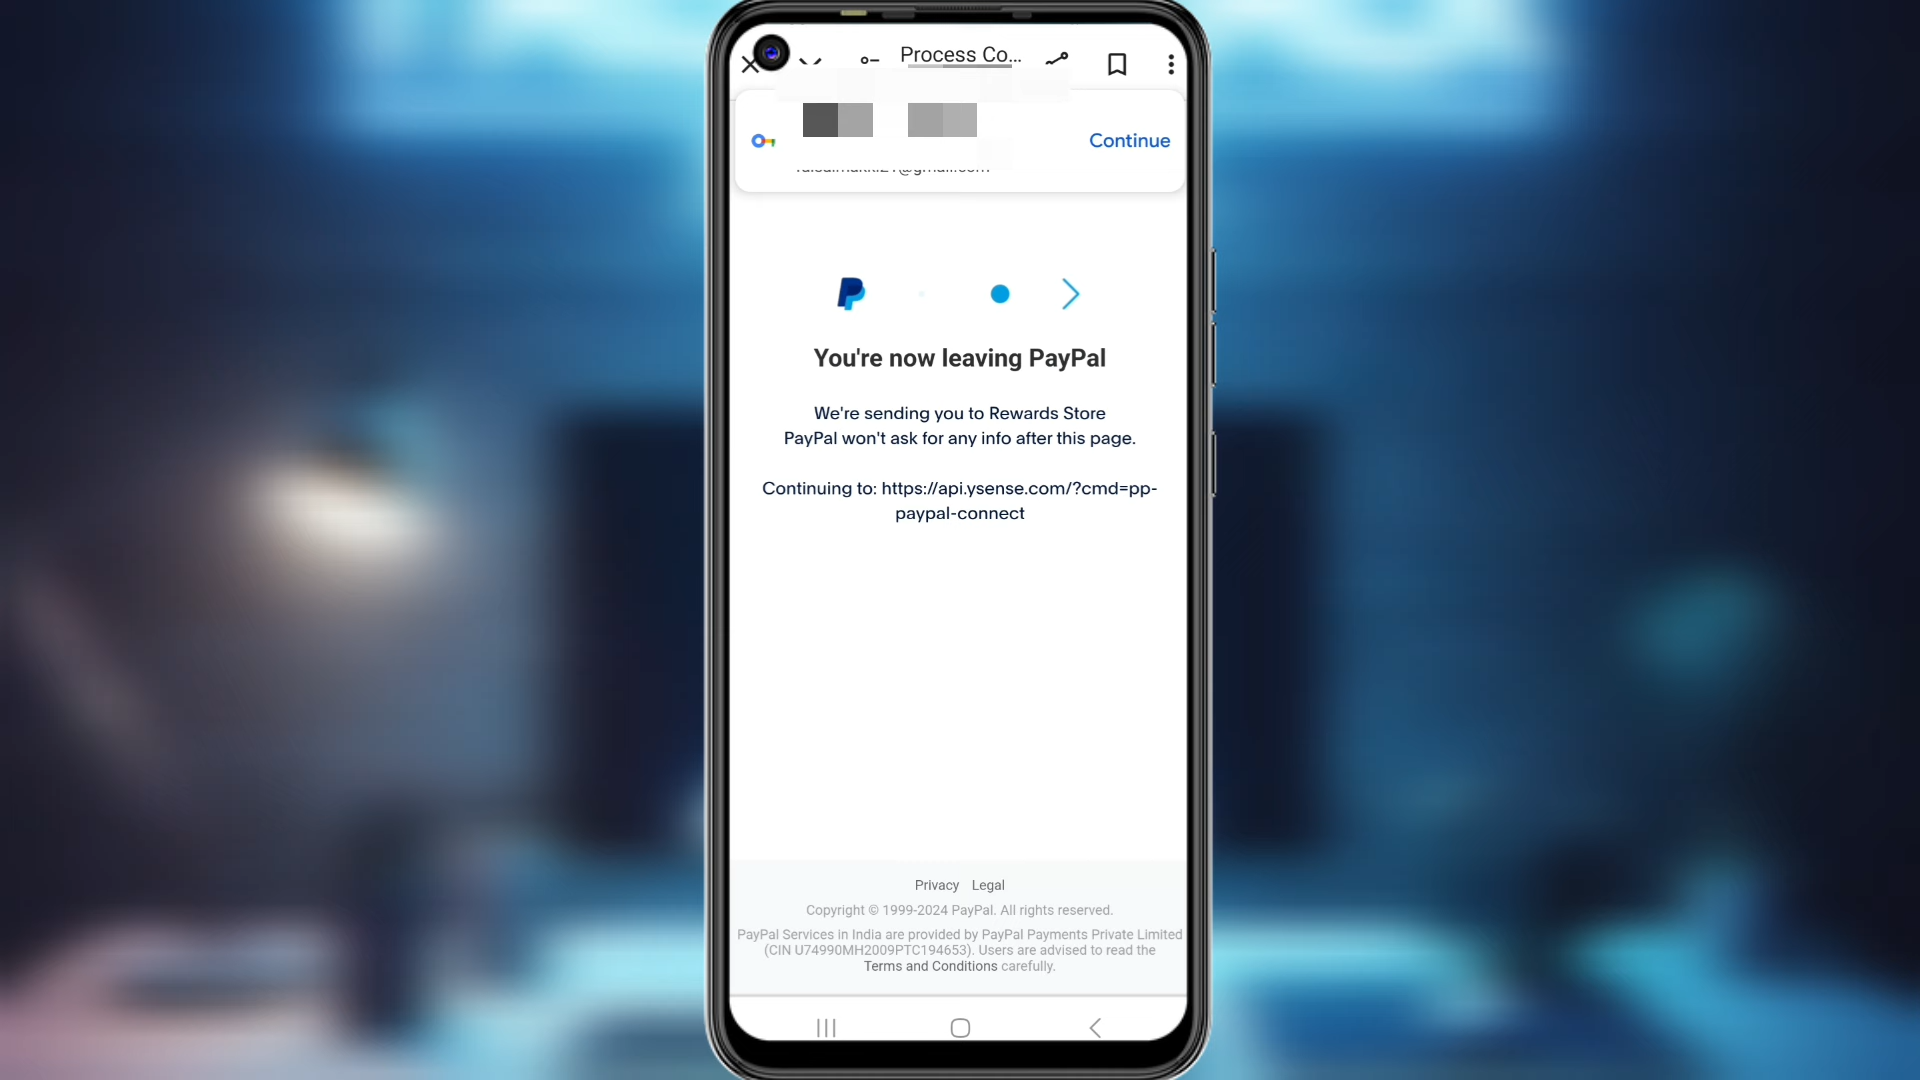 Process Co...
Continue
You're now leaving PayPal
We're sending you to Rewards Store
PayPal won't ask for any info after this page.
Continuing to: https://api.ysense.com/?cmd=pp-
paypal-connect
Privacy Legal
Copyright © 1999-2024 PayPal. All rights reserved.
PayPal Services in India are provided by PayPal Payments Private Limited
(CIN U74990MH2009PTC194653). Users are advised to read the
Terms and Conditions carefully.